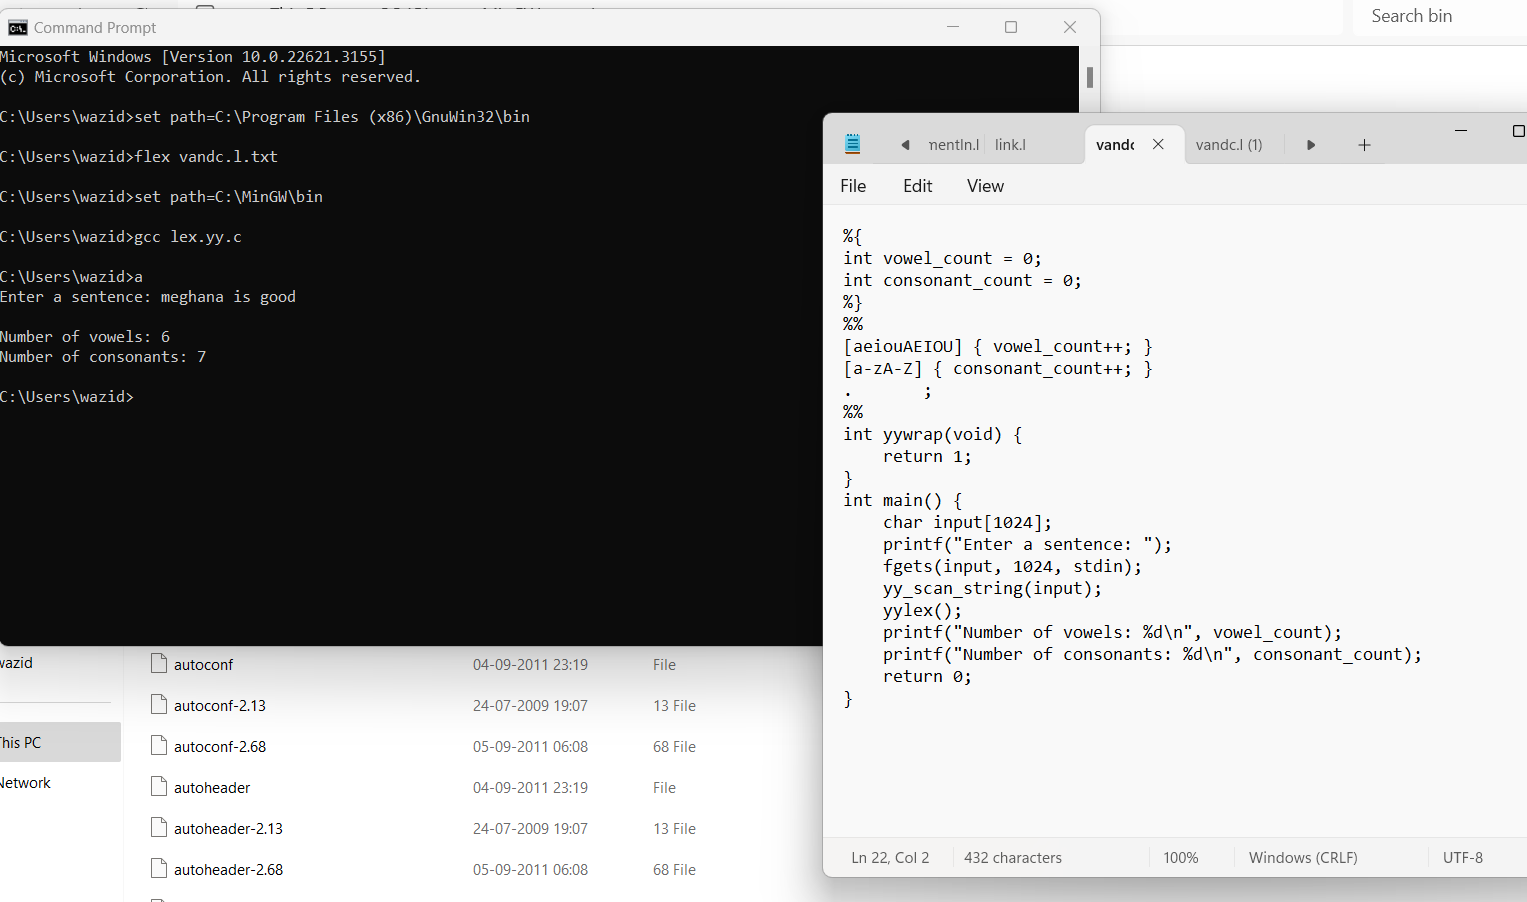 Search bin
Command Prompt
Microsoft Windows [Version 10.0.22621.3155]
(c) Microsoft Corporation. All rights reserved.
C:\Users\wazid>set path=C:\Program Files (x86)\GnuWin32\bin
C:\Users\wazid>flex vandc.l.txt
C:\Users\wazid>set path=C:\MinGW\bin
C:\Users\wazid>gcc lex.yy.c
C:\Users\wazid>a
Enter a sentence: meghana is good
Number of vowels: 6
Number of consonants: 7
C:\Users\wazid>
mentln.l link.l vandc vandc.l (1)
File Edit View
%{
int vowel_count = 0;
int consonant_count = 0;
%}
%%
[aeiouAEIOU] { vowel_count++; }
[a-zA-Z] { consonant_count++; }
.       ;
%%
int yywrap(void) {
    return 1;
}
int main() {
    char input[1024];
    printf("Enter a sentence: ");
    fgets(input, 1024, stdin);
    yy_scan_string(input);
    yylex();
    printf("Number of vowels: %d\n", vowel_count);
    printf("Number of consonants: %d\n", consonant_count);
    return 0;
}
Ln 22, Col 2 432 characters 100% Windows (CRLF) UTF-8
wazid
This PC
Network
autoconf 04-09-2011 23:19 File
autoconf-2.13 24-07-2009 19:07 13 File
autoconf-2.68 05-09-2011 06:08 68 File
autoheader 04-09-2011 23:19 File
autoheader-2.13 24-07-2009 19:07 13 File
autoheader-2.68 05-09-2011 06:08 68 File